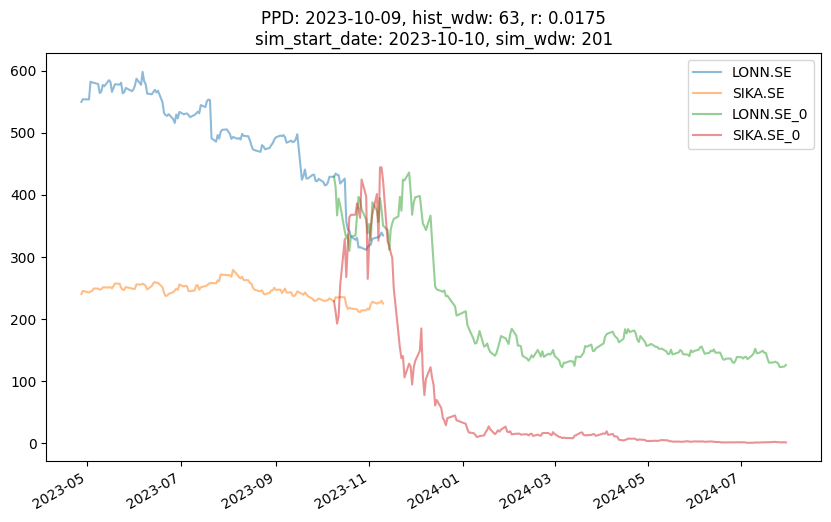 PPD: 2023-10-09, hist_wdw: 63, r: 0.0175
sim_start_date: 2023-10-10, sim_wdw: 201
600
500
400
300
200
100
0
LONN.SE
SIKA.SE
LONN.SE_0
SIKA.SE_0
2023-05
2023-07
2023-09
2023-11
2024-01
2024-03
2024-05
2024-07